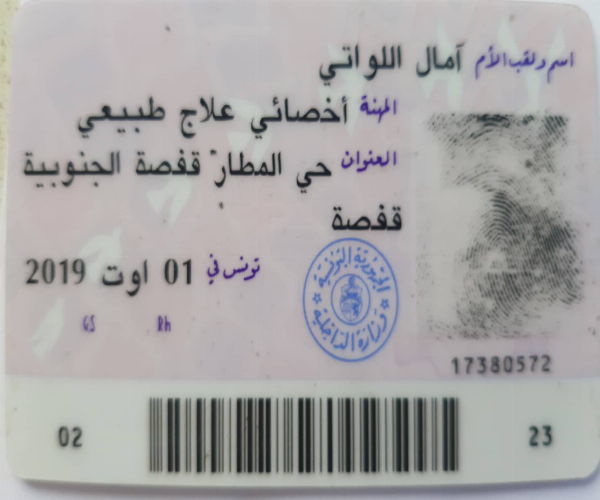 اسم ولقب الأم آمال اللواتي
المهنة أخصائي علاج طبيعي
العنوان حي المطار قفصة الجنوبية
قفصة
تونس في 01 اوت 2019
GS Rh
الجمهورية التونسية
وزارة الداخلية
17380572
02
23